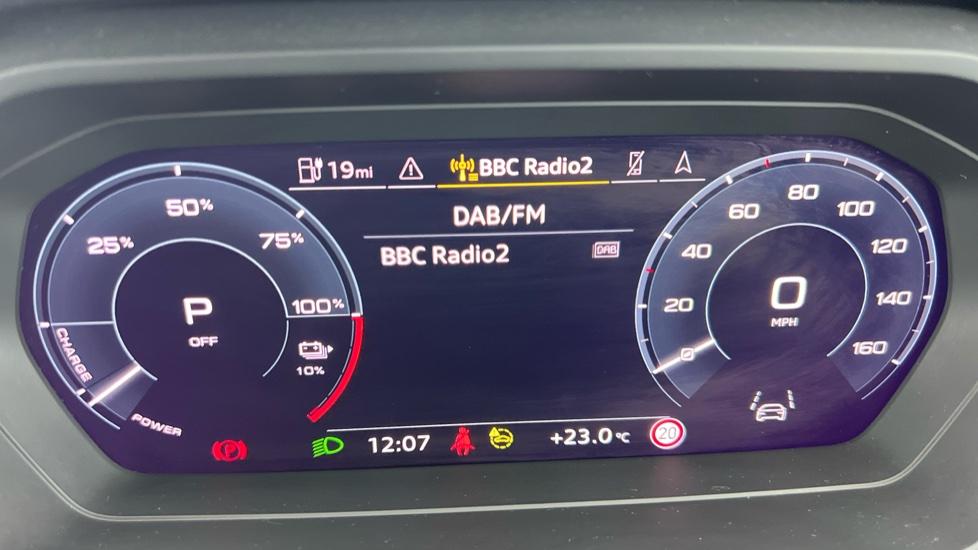 19mi
BBC Radio2
DAB/FM
BBC Radio2
DAB
25%
50%
75%
100%
P
OFF
CHARGE
POWER
10%
0
20
40
60
80
100
120
140
160
0
MPH
P
12:07
+23.0°C
20